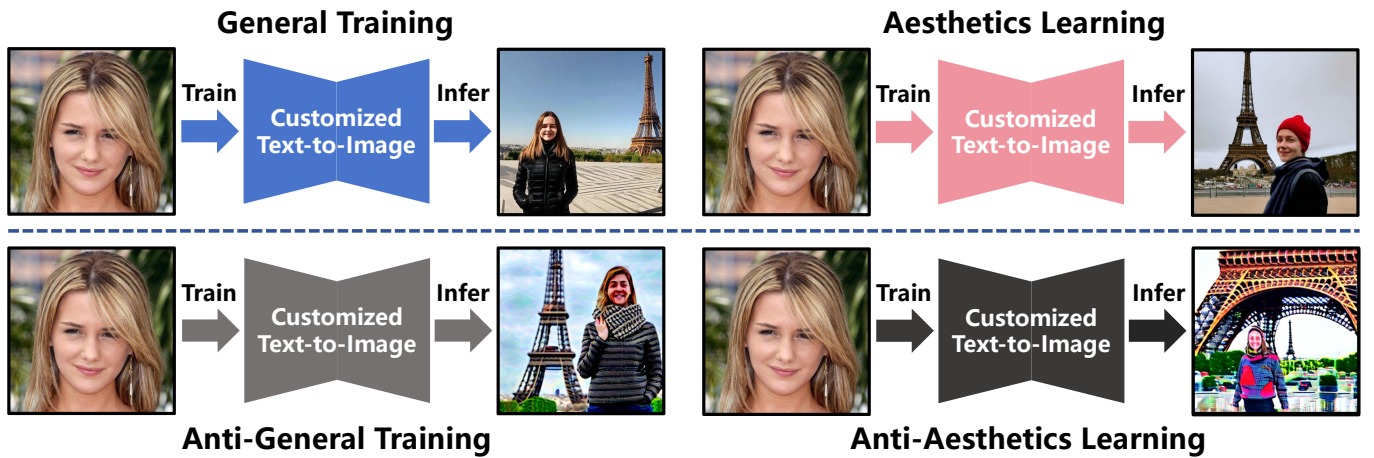 General Training
Aesthetics Learning
Train
Customized
Text-to-Image
Infer
Train
Customized
Text-to-Image
Infer
Train
Customized
Text-to-Image
Infer
Train
Customized
Text-to-Image
Infer
Anti-General Training
Anti-Aesthetics Learning